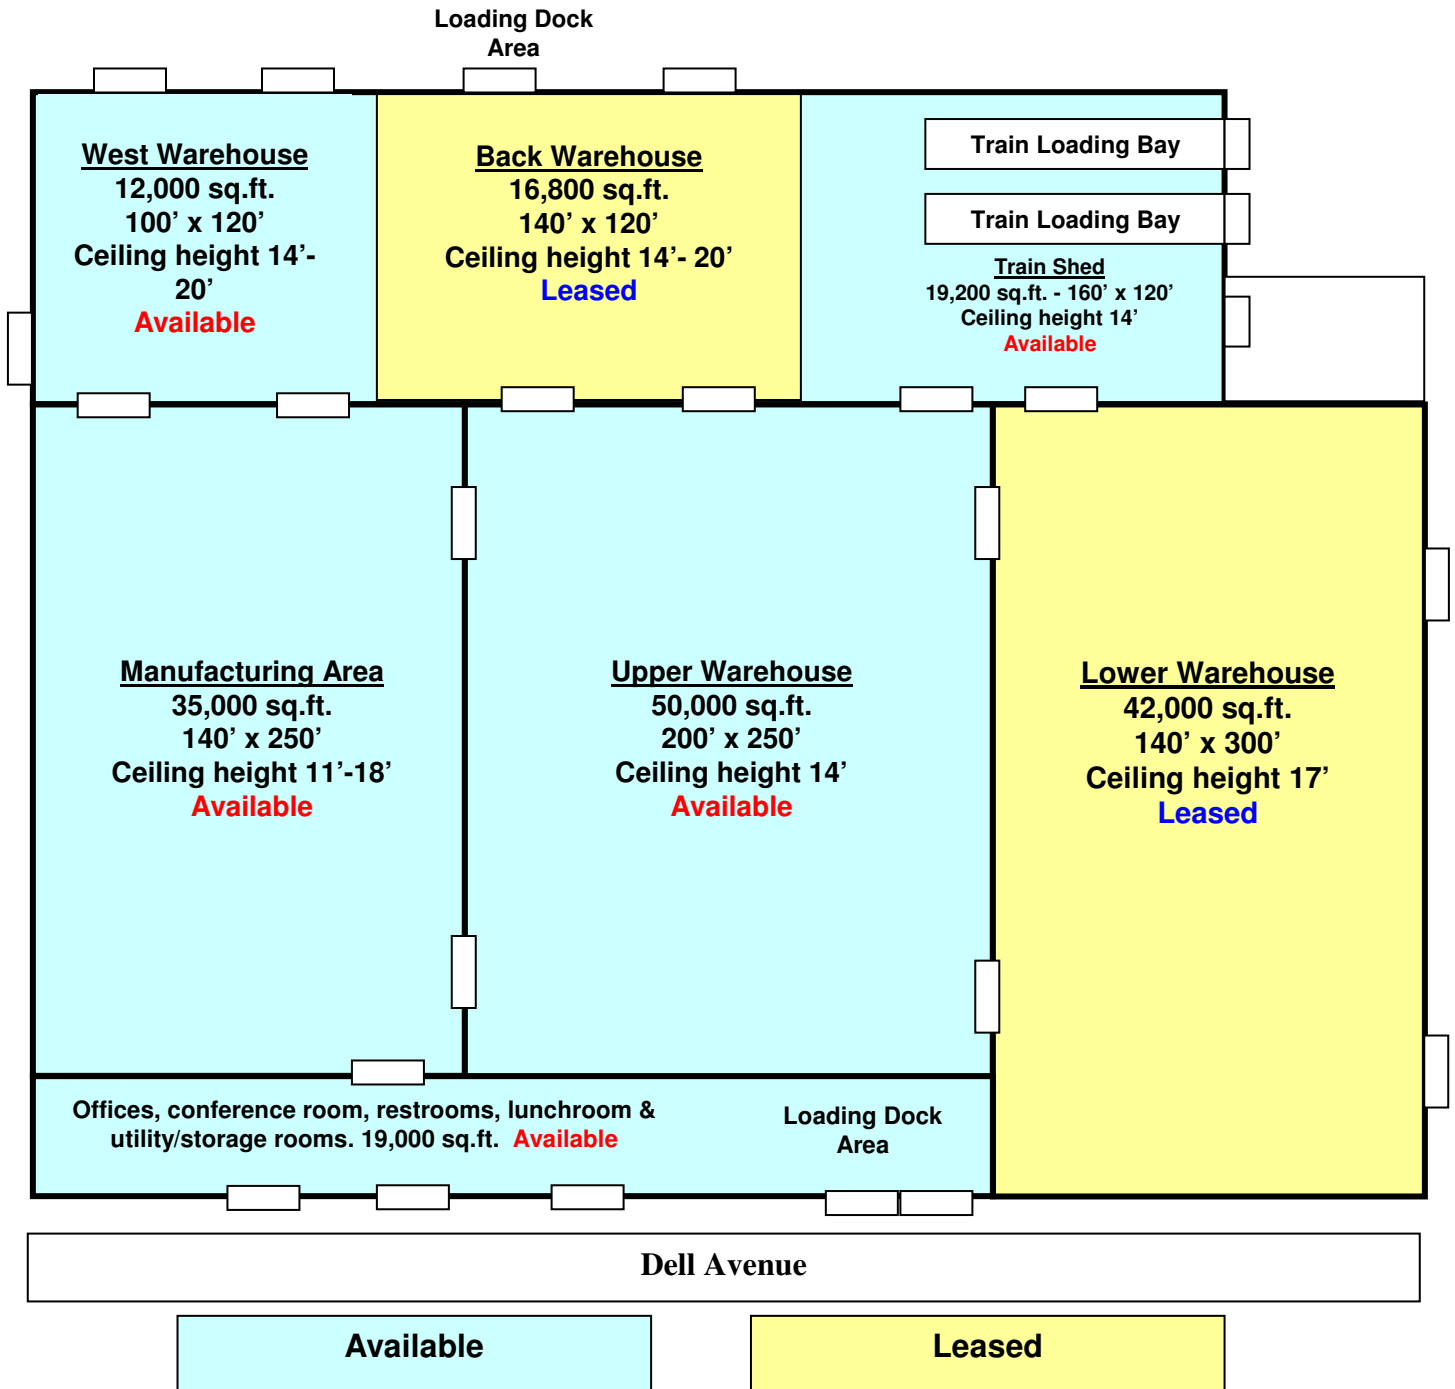 Loading Dock
Area
West Warehouse
12,000 sq.ft.
100’ x 120’
Ceiling height 14’-
20’
Available
Back Warehouse
16,800 sq.ft.
140’ x 120’
Ceiling height 14’- 20’
Leased
Train Loading Bay
Train Loading Bay
Train Shed
19,200 sq.ft. - 160’ x 120’
Ceiling height 14’
Available
Manufacturing Area
35,000 sq.ft.
140’ x 250’
Ceiling height 11’-18’
Available
Upper Warehouse
50,000 sq.ft.
200’ x 250’
Ceiling height 14’
Available
Lower Warehouse
42,000 sq.ft.
140’ x 300’
Ceiling height 17’
Leased
Offices, conference room, restrooms, lunchroom &
utility/storage rooms. 19,000 sq.ft. Available
Loading Dock
Area
Dell Avenue
Available
Leased